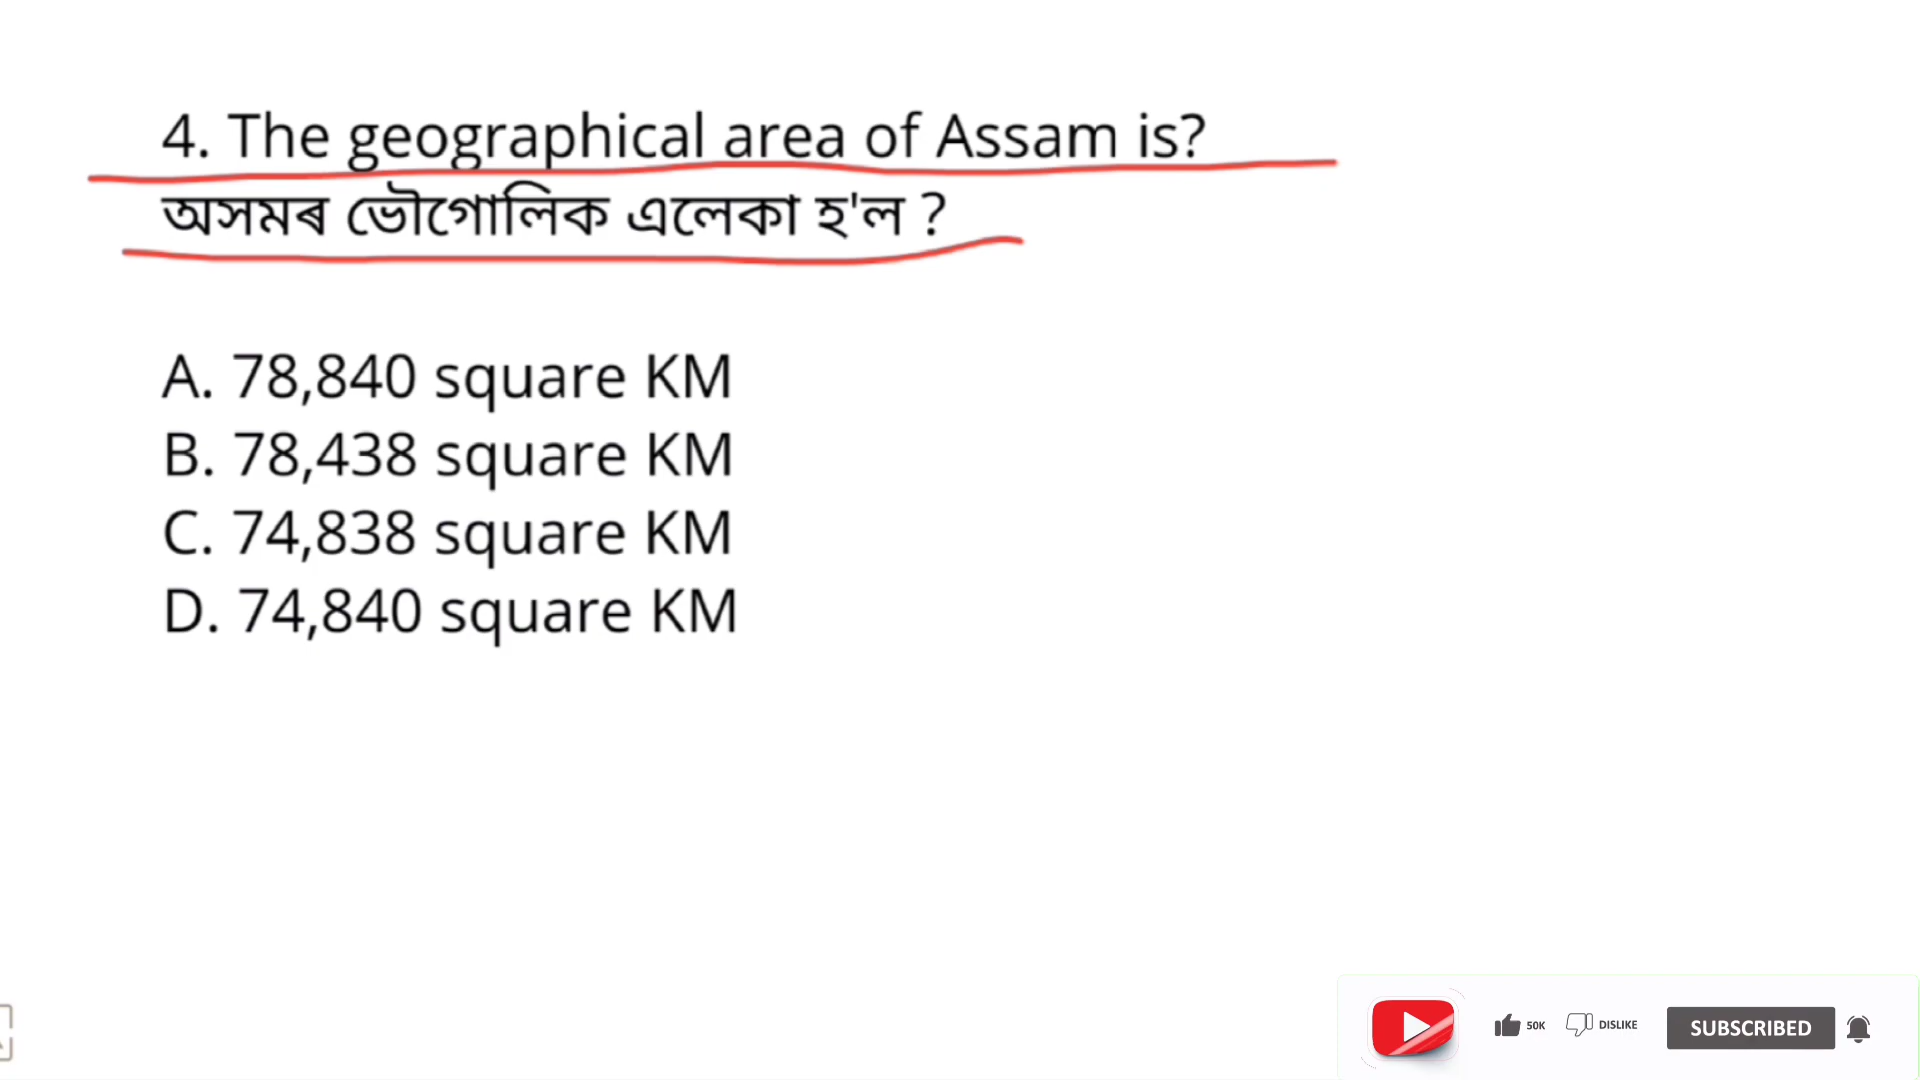 4. The geographical area of Assam is?
অসমৰ ভৌগোলিক এলেকা হ'ল ?
A. 78,840 square KM
B. 78,438 square KM
C. 74,838 square KM
D. 74,840 square KM
50K DISLIKE SUBSCRIBED